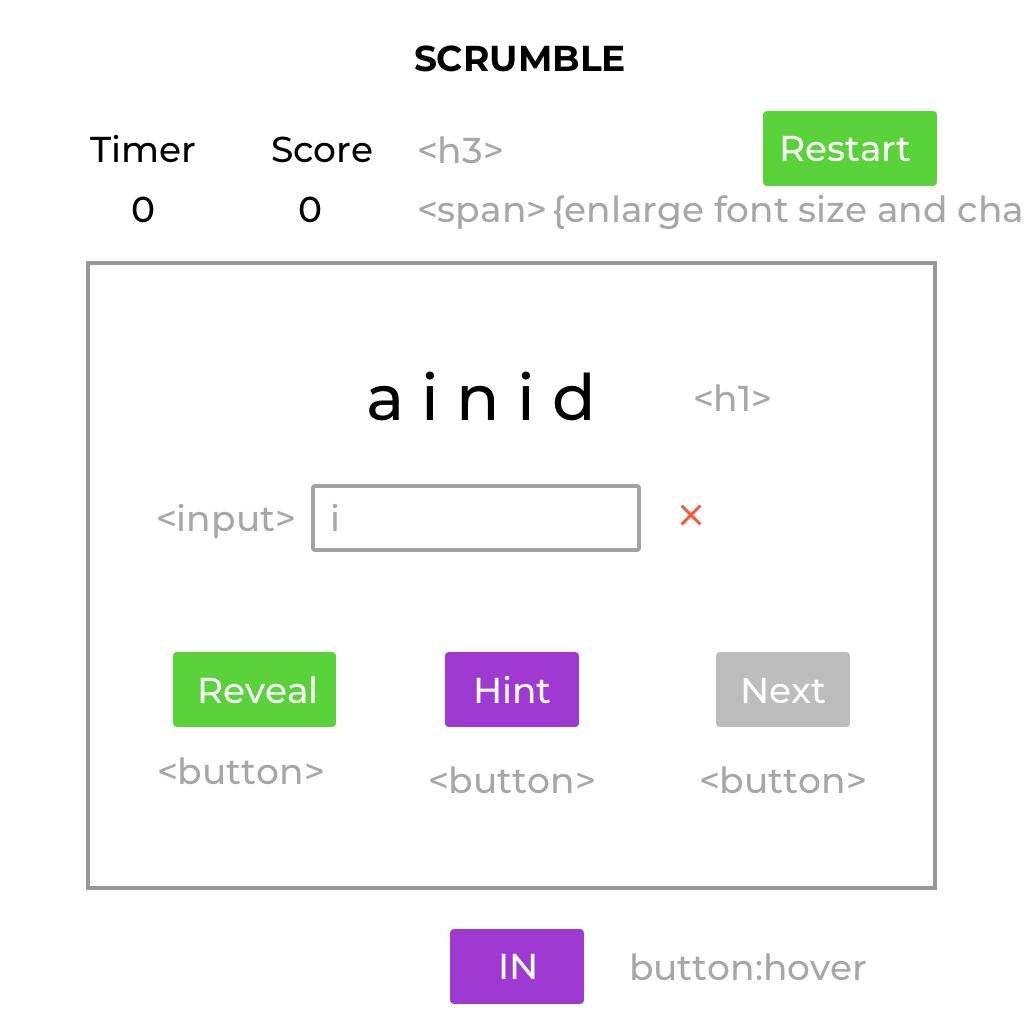 SCRUMBLE
Timer Score <h3> Restart
0 0 <span> {enlarge font size and cha
a i n i d <h1>
<input> i ×
Reveal Hint Next
<button> <button> <button>
IN button:hover